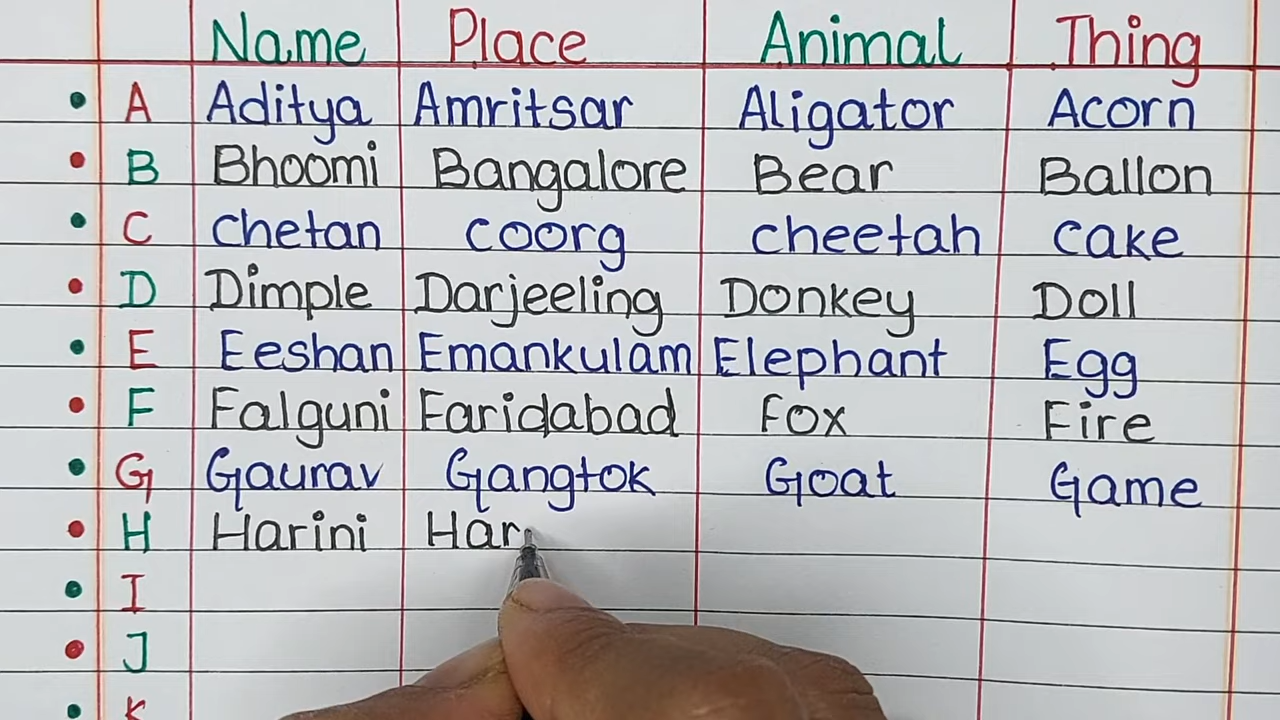 Name Place Animal Thing
A Aditya Amritsar Aligator Acorn
B Bhoomi Bangalore Bear Ballon
C Chetan Coorg Cheetah Cake
D Dimple Darjeeling Donkey Doll
E Eeshan Emankulam Elephant Egg
F Falguni Faridabad Fox Fire
G Gaurav Gangtok Goat Game
H Harini Har
I
J
K